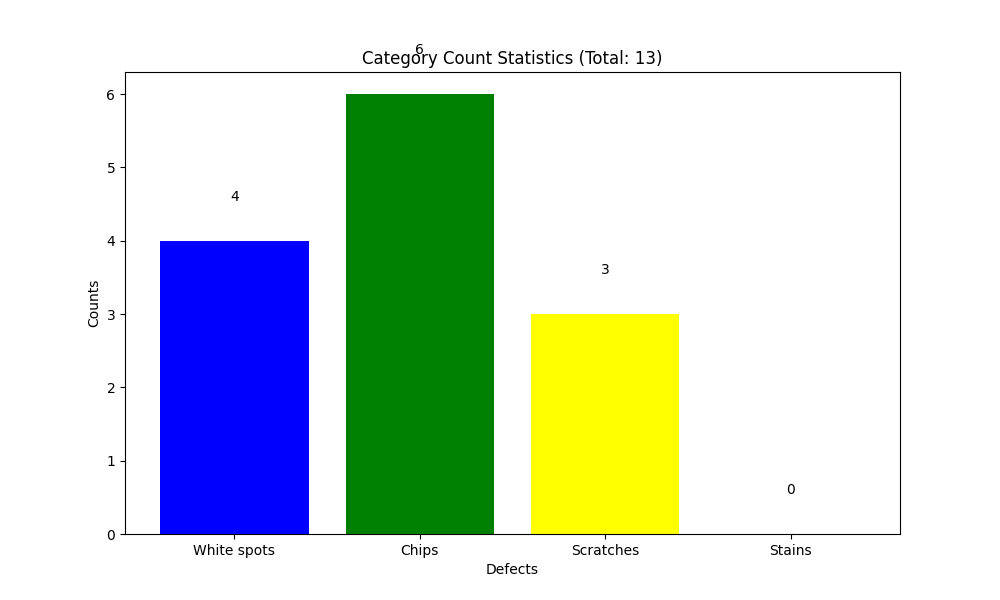 6
Category Count Statistics (Total: 13)
6
5
4
3
2
1
0
Counts
4
3
0
White spots
Chips
Scratches
Stains
Defects